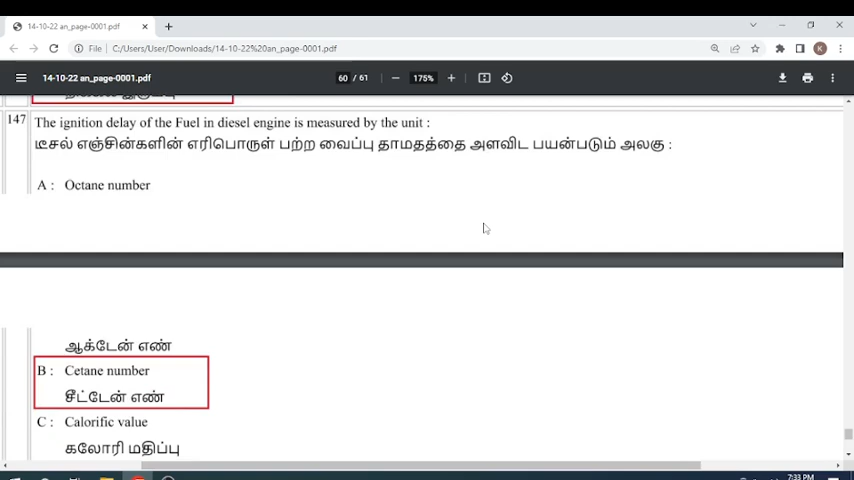 14-10-22 an_page-0001.pdf
File C:/Users/User/Downloads/14-10-22%20an_page-0001.pdf
K
14-10-22 an_page-0001.pdf 60 / 61 175%
147 The ignition delay of the Fuel in diesel engine is measured by the unit :
டீசல் எஞ்சின்களின் எரிபொருள் பற்ற வைப்பு தாமதத்தை அளவிட பயன்படும் அலகு :
A : Octane number
ஆக்டேன் எண்
B : Cetane number
சீட்டேன் எண்
C : Calorific value
கலோரி மதிப்பு
7:33 PM